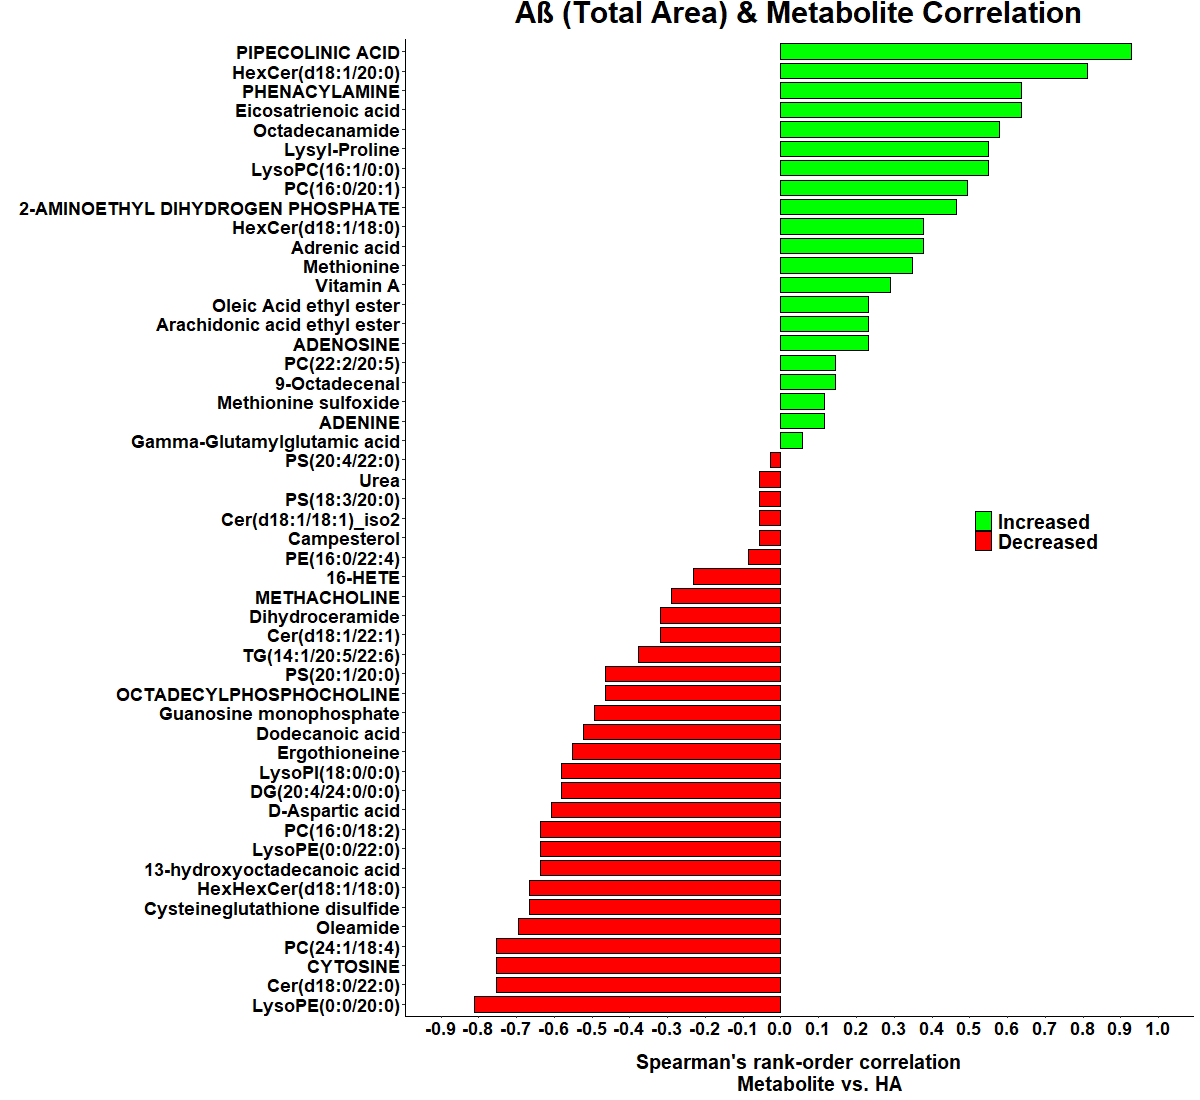 Aß (Total Area) & Metabolite Correlation
PIPECOLINIC ACID
HexCer(d18:1/20:0)
PHENACYLAMINE
Eicosatrienoic acid
Octadecanamide
Lysyl-Proline
LysoPC(16:1/0:0)
PC(16:0/20:1)
2-AMINOETHYL DIHYDROGEN PHOSPHATE
HexCer(d18:1/18:0)
Adrenic acid
Methionine
Vitamin A
Oleic Acid ethyl ester
Arachidonic acid ethyl ester
ADENOSINE
PC(22:2/20:5)
9-Octadecenal
Methionine sulfoxide
ADENINE
Gamma-Glutamylglutamic acid
PS(20:4/22:0)
Urea
PS(18:3/20:0)
Cer(d18:1/18:1)_iso2
Campesterol
PE(16:0/22:4)
16-HETE
METHACHOLINE
Dihydroceramide
Cer(d18:1/22:1)
TG(14:1/20:5/22:6)
PS(20:1/20:0)
OCTADECYLPHOSPHOCHOLINE
Guanosine monophosphate
Dodecanoic acid
Ergothioneine
LysoPI(18:0/0:0)
DG(20:4/24:0/0:0)
D-Aspartic acid
PC(16:0/18:2)
LysoPE(0:0/22:0)
13-hydroxyoctadecanoic acid
HexHexCer(d18:1/18:0)
Cysteineglutathione disulfide
Oleamide
PC(24:1/18:4)
CYTOSINE
Cer(d18:0/22:0)
LysoPE(0:0/20:0)
Increased
Decreased
-0.9 -0.8 -0.7 -0.6 -0.5 -0.4 -0.3 -0.2 -0.1 0.0 0.1 0.2 0.3 0.4 0.5 0.6 0.7 0.8 0.9 1.0
Spearman's rank-order correlation
Metabolite vs. HA